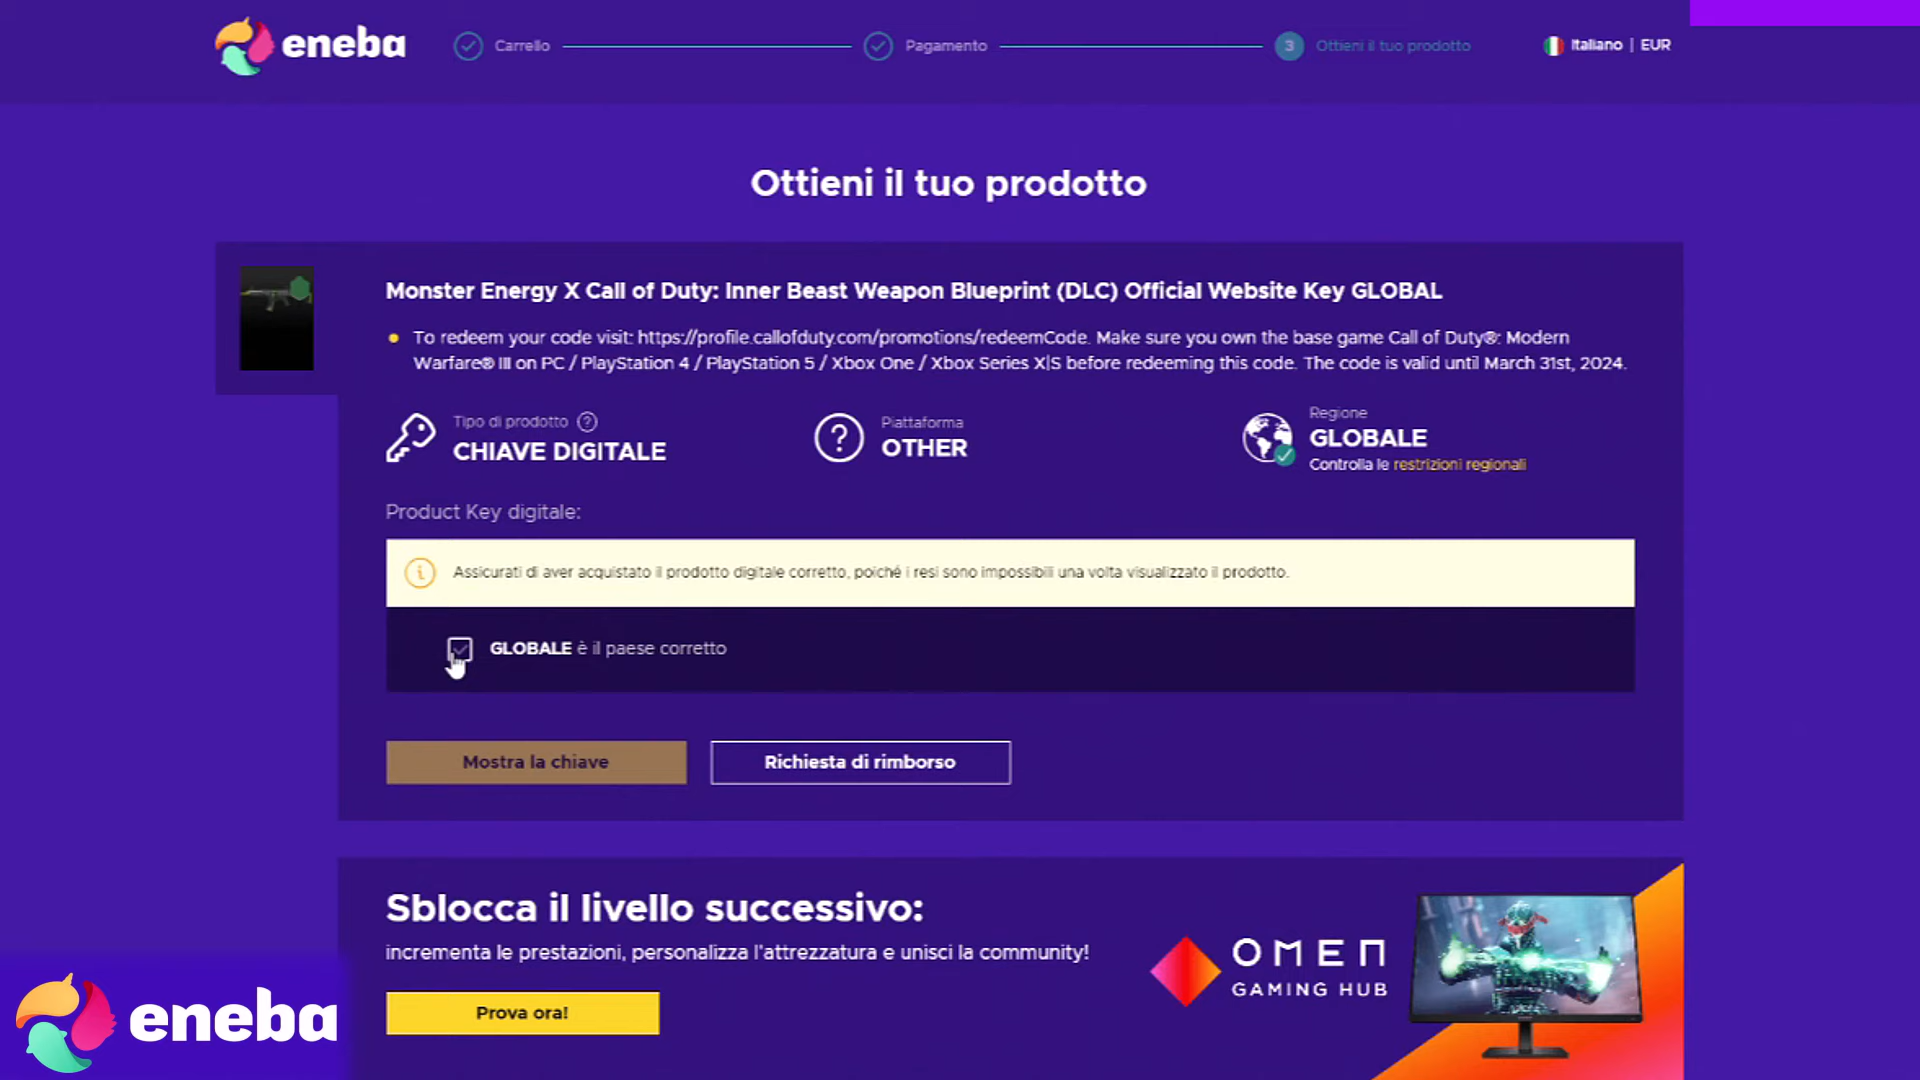 eneba
Carrello
Pagamento
3
Ottieni il tuo prodotto
Italiano | EUR
Ottieni il tuo prodotto
Monster Energy X Call of Duty: Inner Beast Weapon Blueprint (DLC) Official Website Key GLOBAL
To redeem your code visit: https://profile.callofduty.com/promotions/redeemCode. Make sure you own the base game Call of Duty®: Modern
Warfare® III on PC / PlayStation 4 / PlayStation 5 / Xbox One / Xbox Series X|S before redeeming this code. The code is valid until March 31st, 2024.
Tipo di prodotto ?
CHIAVE DIGITALE
?
Piattaforma
OTHER
Regione
GLOBALE
Controlla le restrizioni regionali
Product Key digitale:
i
Assicurati di aver acquistato il prodotto digitale corretto, poiché i resi sono impossibili una volta visualizzato il prodotto.
GLOBALE è il paese corretto
Mostra la chiave
Richiesta di rimborso
Sblocca il livello successivo:
incrementa le prestazioni, personalizza l'attrezzatura e unisci la community!
Prova ora!
OMEN
GAMING HUB
eneba